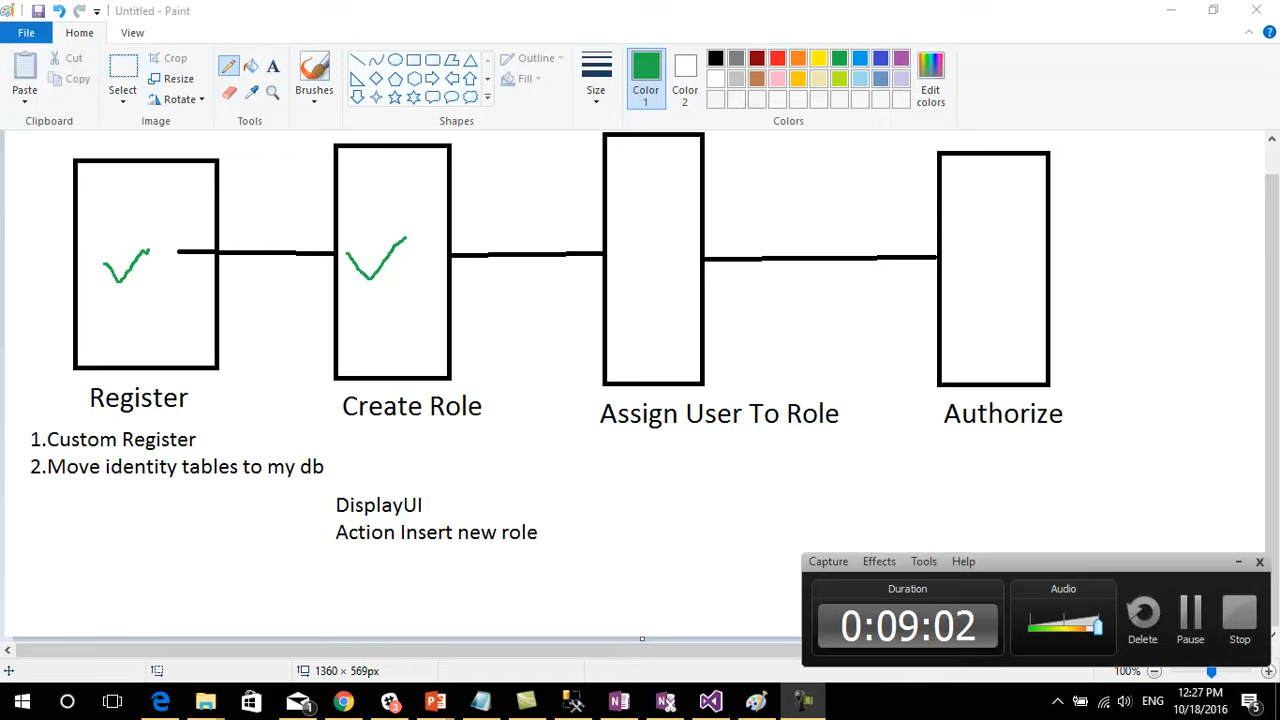 Untitled - Paint
File Home View
Paste
Cut
Copy
Clipboard
Select
Crop
Resize
Rotate
Image
Tools
Brushes
Outline
Fill
Shapes
Size
Color 1
Color 2
Edit colors
Colors
Register
Create Role
Assign User To Role
Authorize
1.Custom Register
2.Move identity tables to my db
DisplayUI
Action Insert new role
Capture Effects Tools Help
Duration
0:09:02
Audio
Delete
Pause
Stop
1360 × 569px
100%
1
3
ENG
12:27 PM
10/18/2016
5